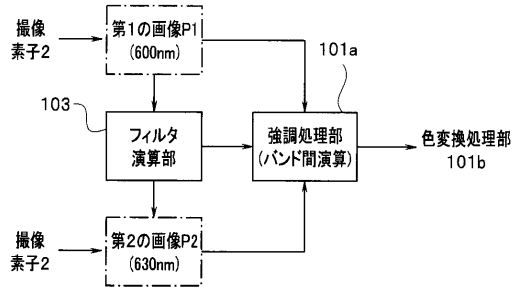 撮像
素子2
第1の画像P1
(600nm)
101a
103
フィルタ
演算部
強調処理部
(バンド間演算)
色変換処理部
101b
撮像
素子2
第2の画像P2
(630nm)